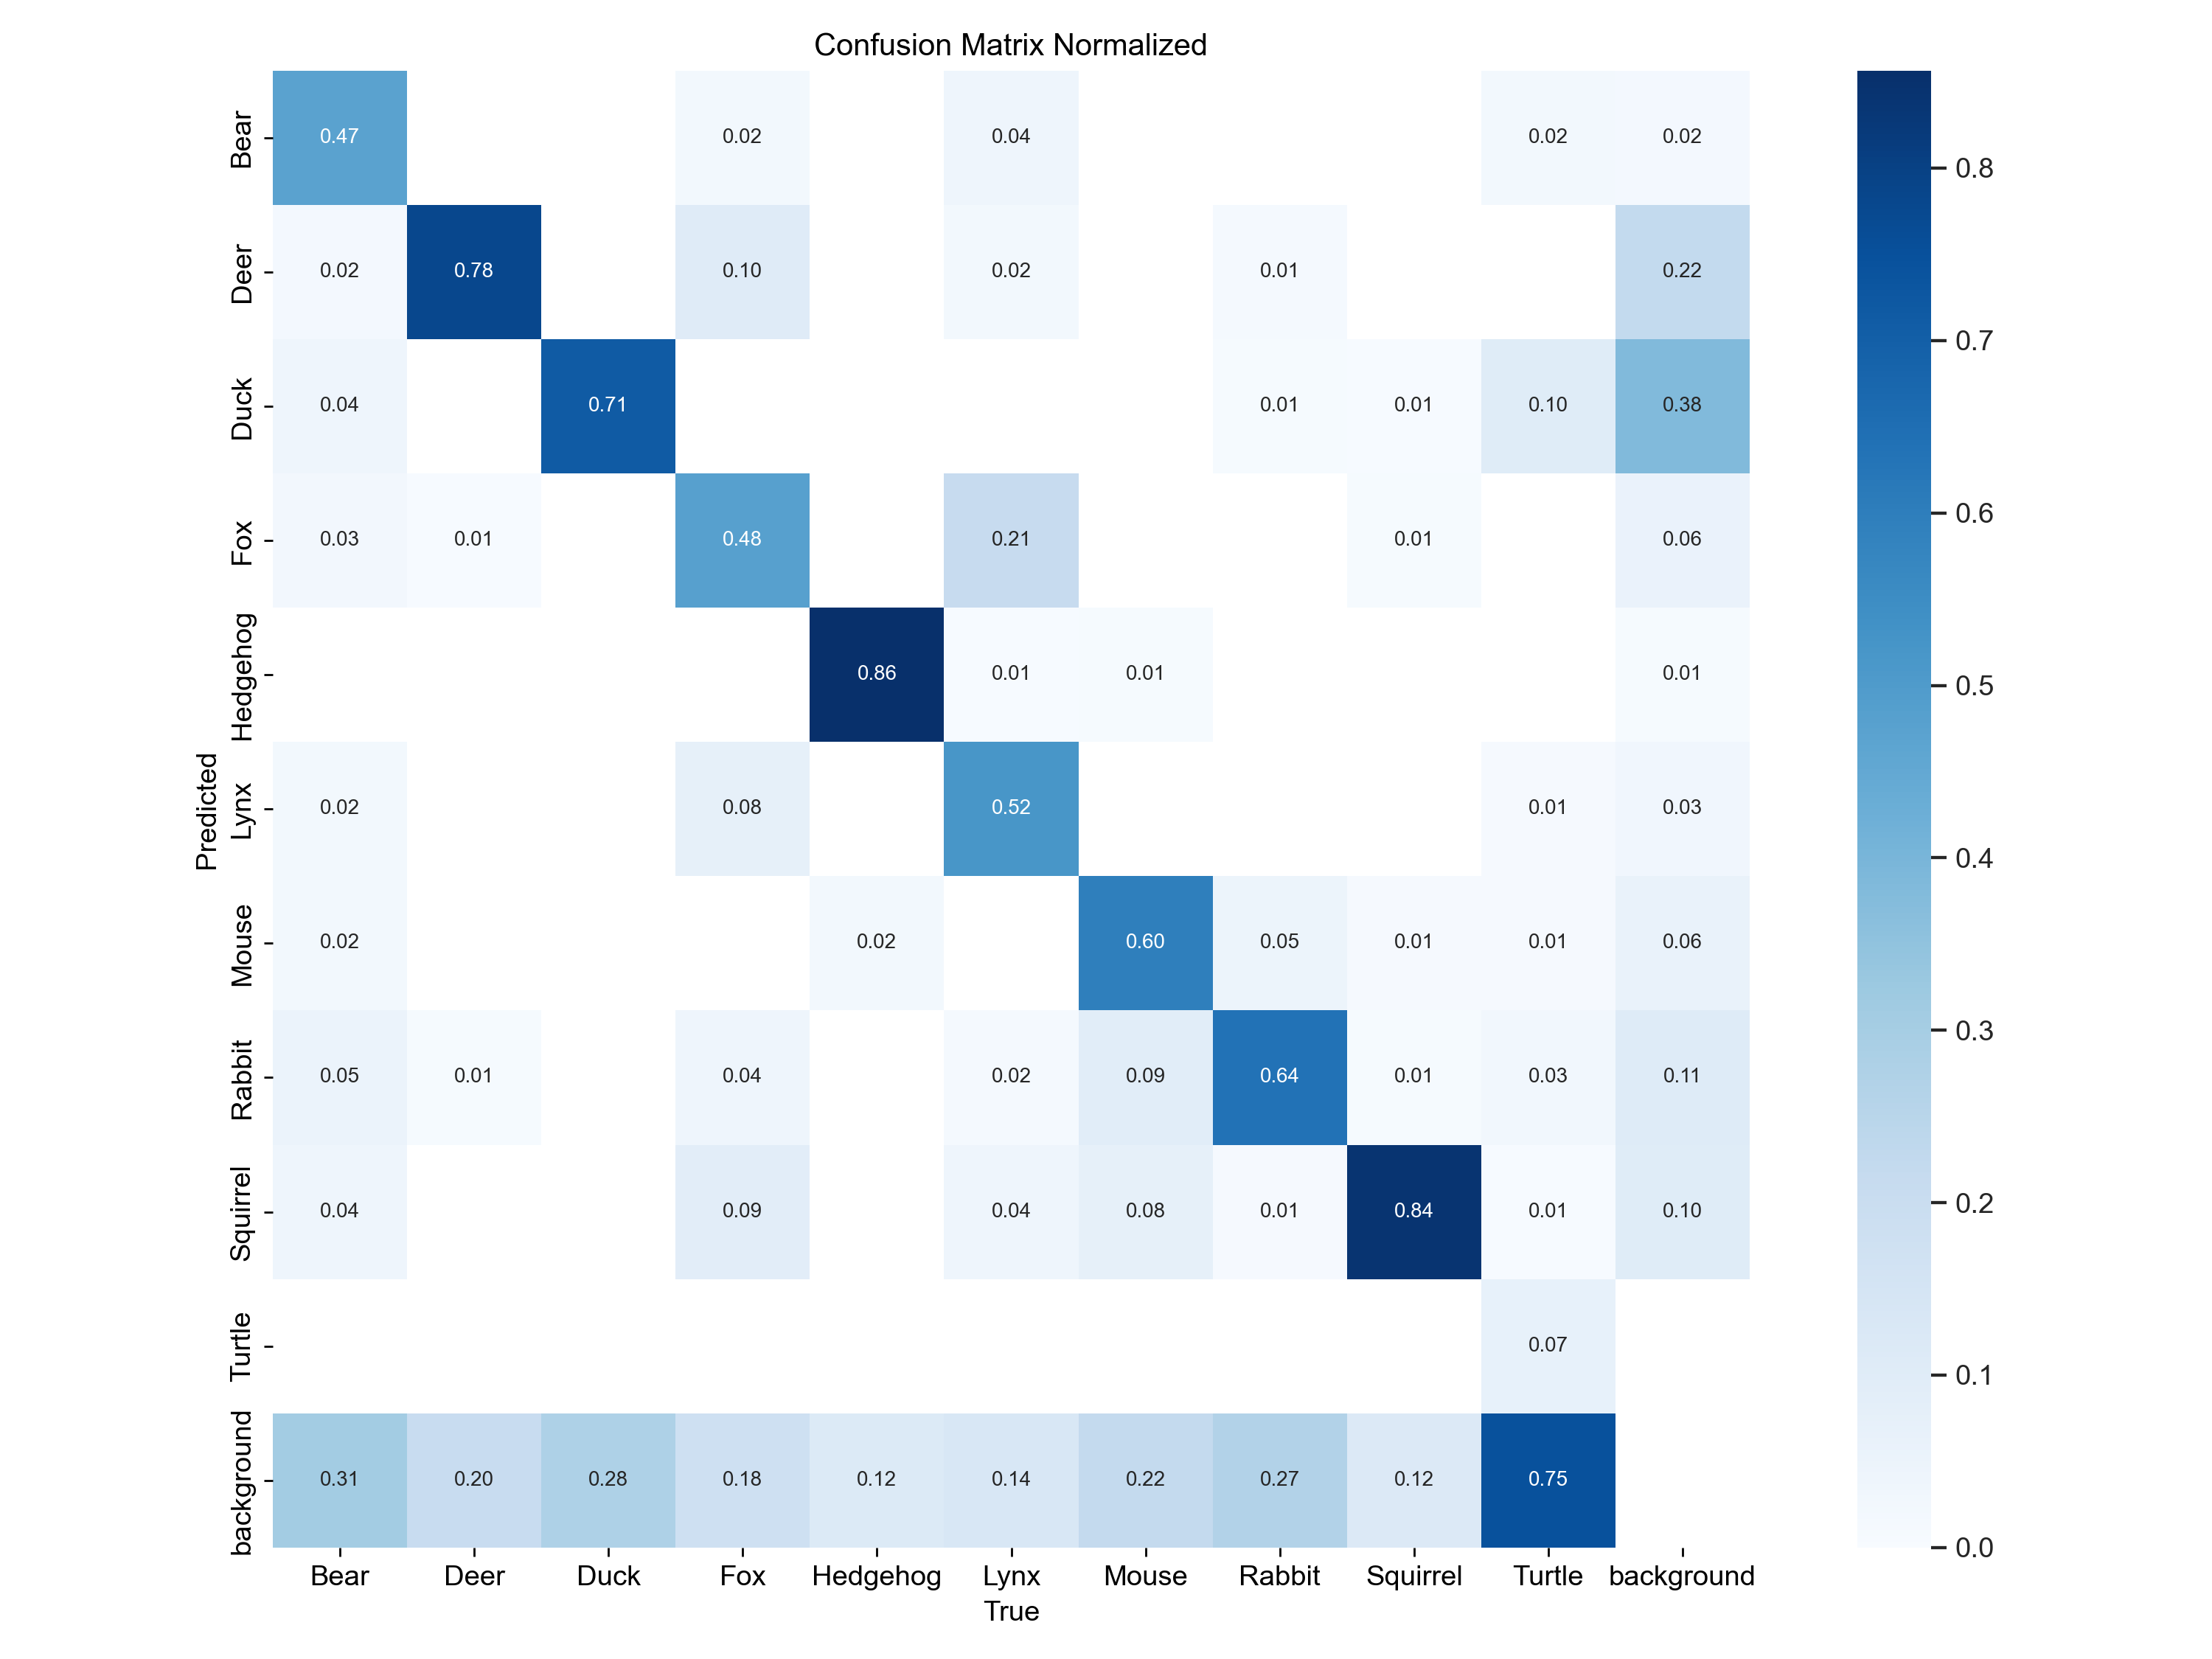 Confusion Matrix Normalized
Predicted
Bear 0.47 0.02 0.04 0.02 0.02
Deer 0.02 0.78 0.10 0.02 0.01 0.22
Duck 0.04 0.71 0.01 0.01 0.10 0.38
Fox 0.03 0.01 0.48 0.21 0.01 0.06
Hedgehog 0.86 0.01 0.01 0.01
Lynx 0.02 0.08 0.52 0.01 0.03
Mouse 0.02 0.02 0.60 0.05 0.01 0.01 0.06
Rabbit 0.05 0.01 0.04 0.02 0.09 0.64 0.01 0.03 0.11
Squirrel 0.04 0.09 0.04 0.08 0.01 0.84 0.01 0.10
Turtle 0.07
background 0.31 0.20 0.28 0.18 0.12 0.14 0.22 0.27 0.12 0.75
Bear Deer Duck Fox Hedgehog Lynx Mouse Rabbit Squirrel Turtle background
True
0.8
0.7
0.6
0.5
0.4
0.3
0.2
0.1
0.0